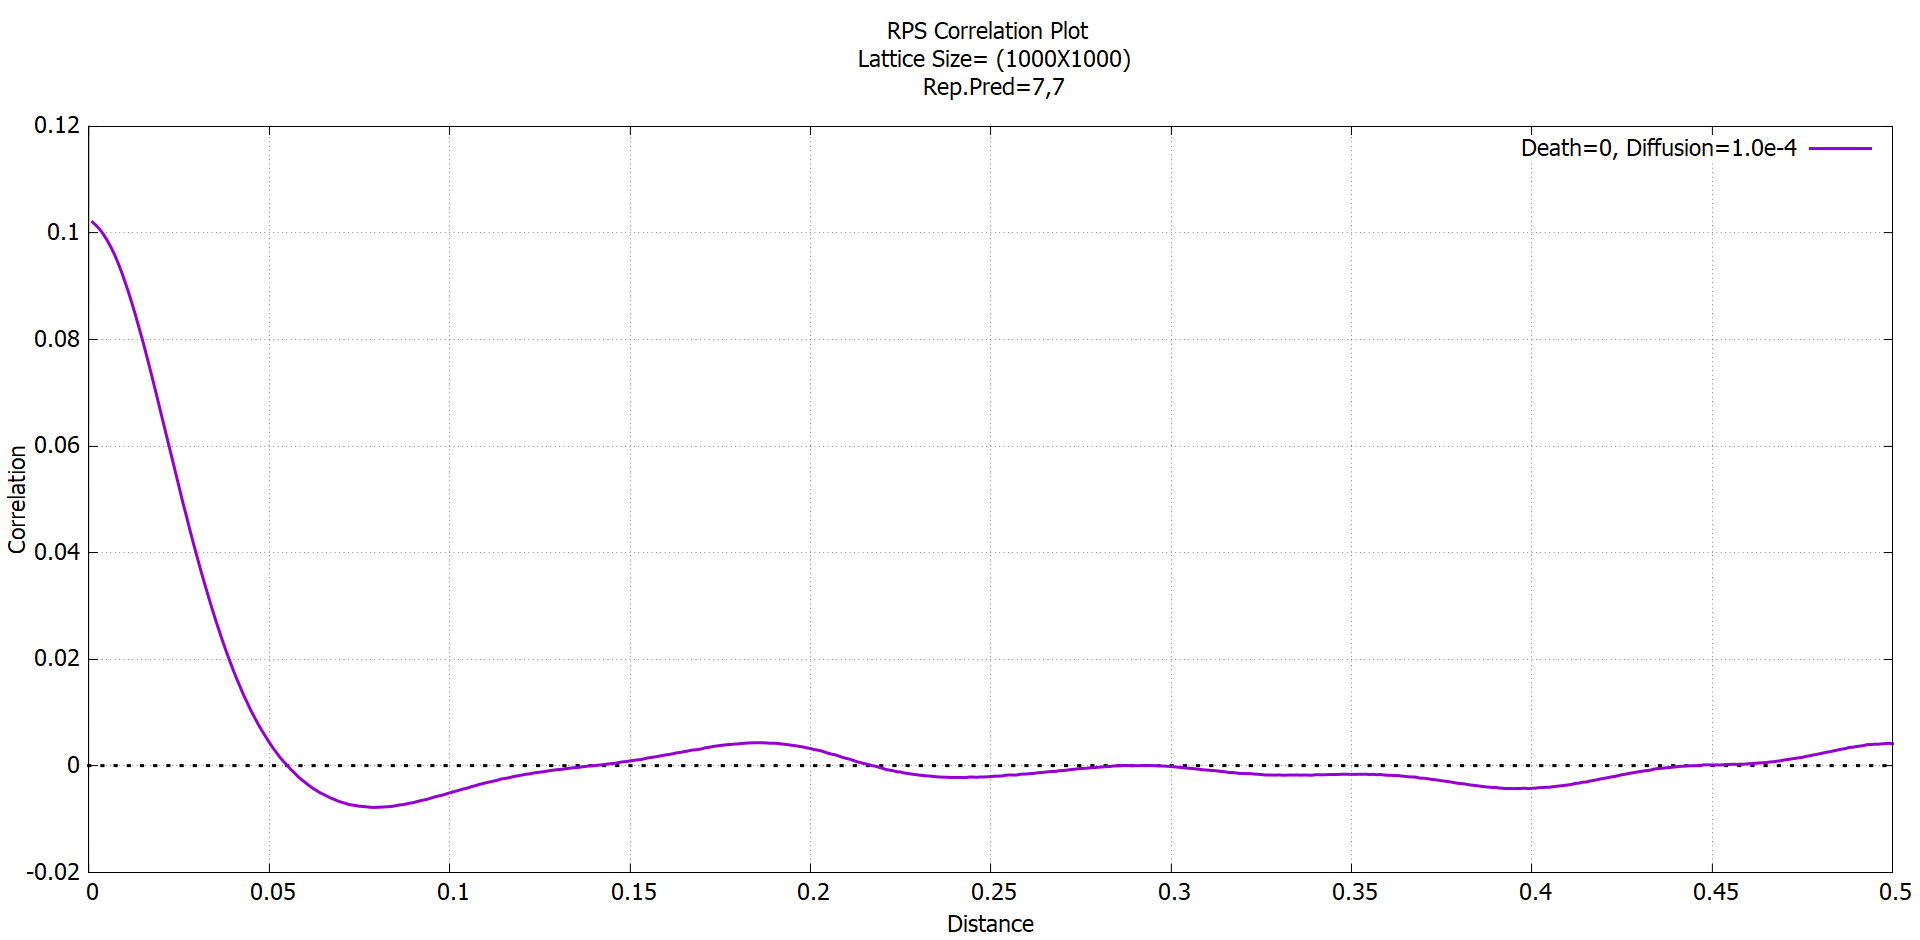 RPS Correlation Plot
Lattice Size= (1000X1000)
Rep.Pred=7,7
Death=0, Diffusion=1.0e-4
0.12
0.1
0.08
0.06
0.04
0.02
0
-0.02
Correlation
0 0.05 0.1 0.15 0.2 0.25 0.3 0.35 0.4 0.45 0.5
Distance